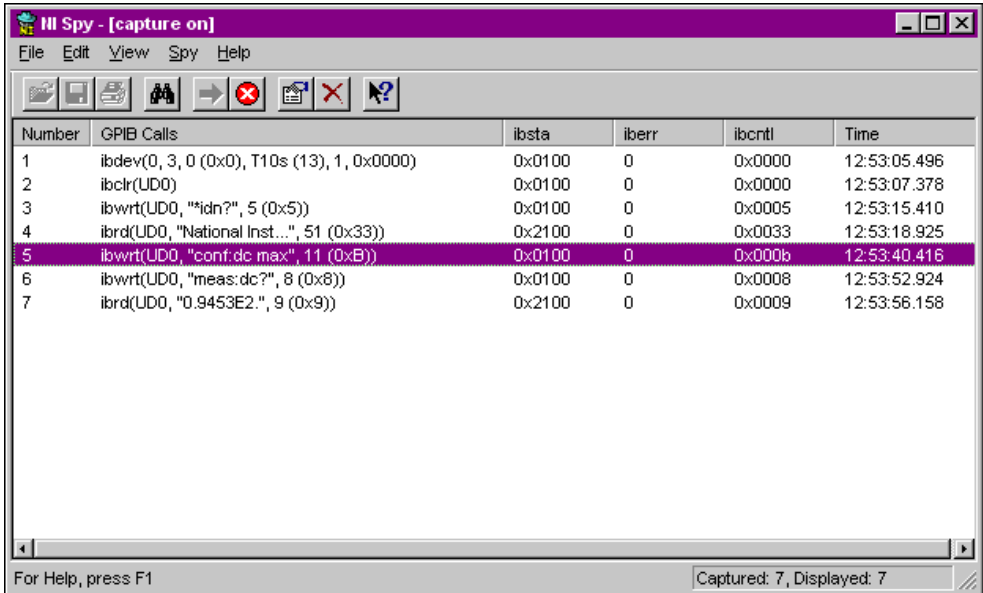 NI Spy - [capture on]
File Edit View Spy Help
Number GPIB Calls ibsta iberr ibcntl Time
1 ibdev(0, 3, 0 (0x0), T10s (13), 1, 0x0000) 0x0100 0 0x0000 12:53:05.496
2 ibclr(UD0) 0x0100 0 0x0000 12:53:07.378
3 ibwrt(UD0, "*idn?", 5 (0x5)) 0x0100 0 0x0005 12:53:15.410
4 ibrd(UD0, "National Inst...", 51 (0x33)) 0x2100 0 0x0033 12:53:18.925
5 ibwrt(UD0, "conf:dc max", 11 (0xB)) 0x0100 0 0x000b 12:53:40.416
6 ibwrt(UD0, "meas:dc?", 8 (0x8)) 0x0100 0 0x0008 12:53:52.924
7 ibrd(UD0, "0.9453E2.", 9 (0x9)) 0x2100 0 0x0009 12:53:56.158
For Help, press F1 Captured: 7, Displayed: 7